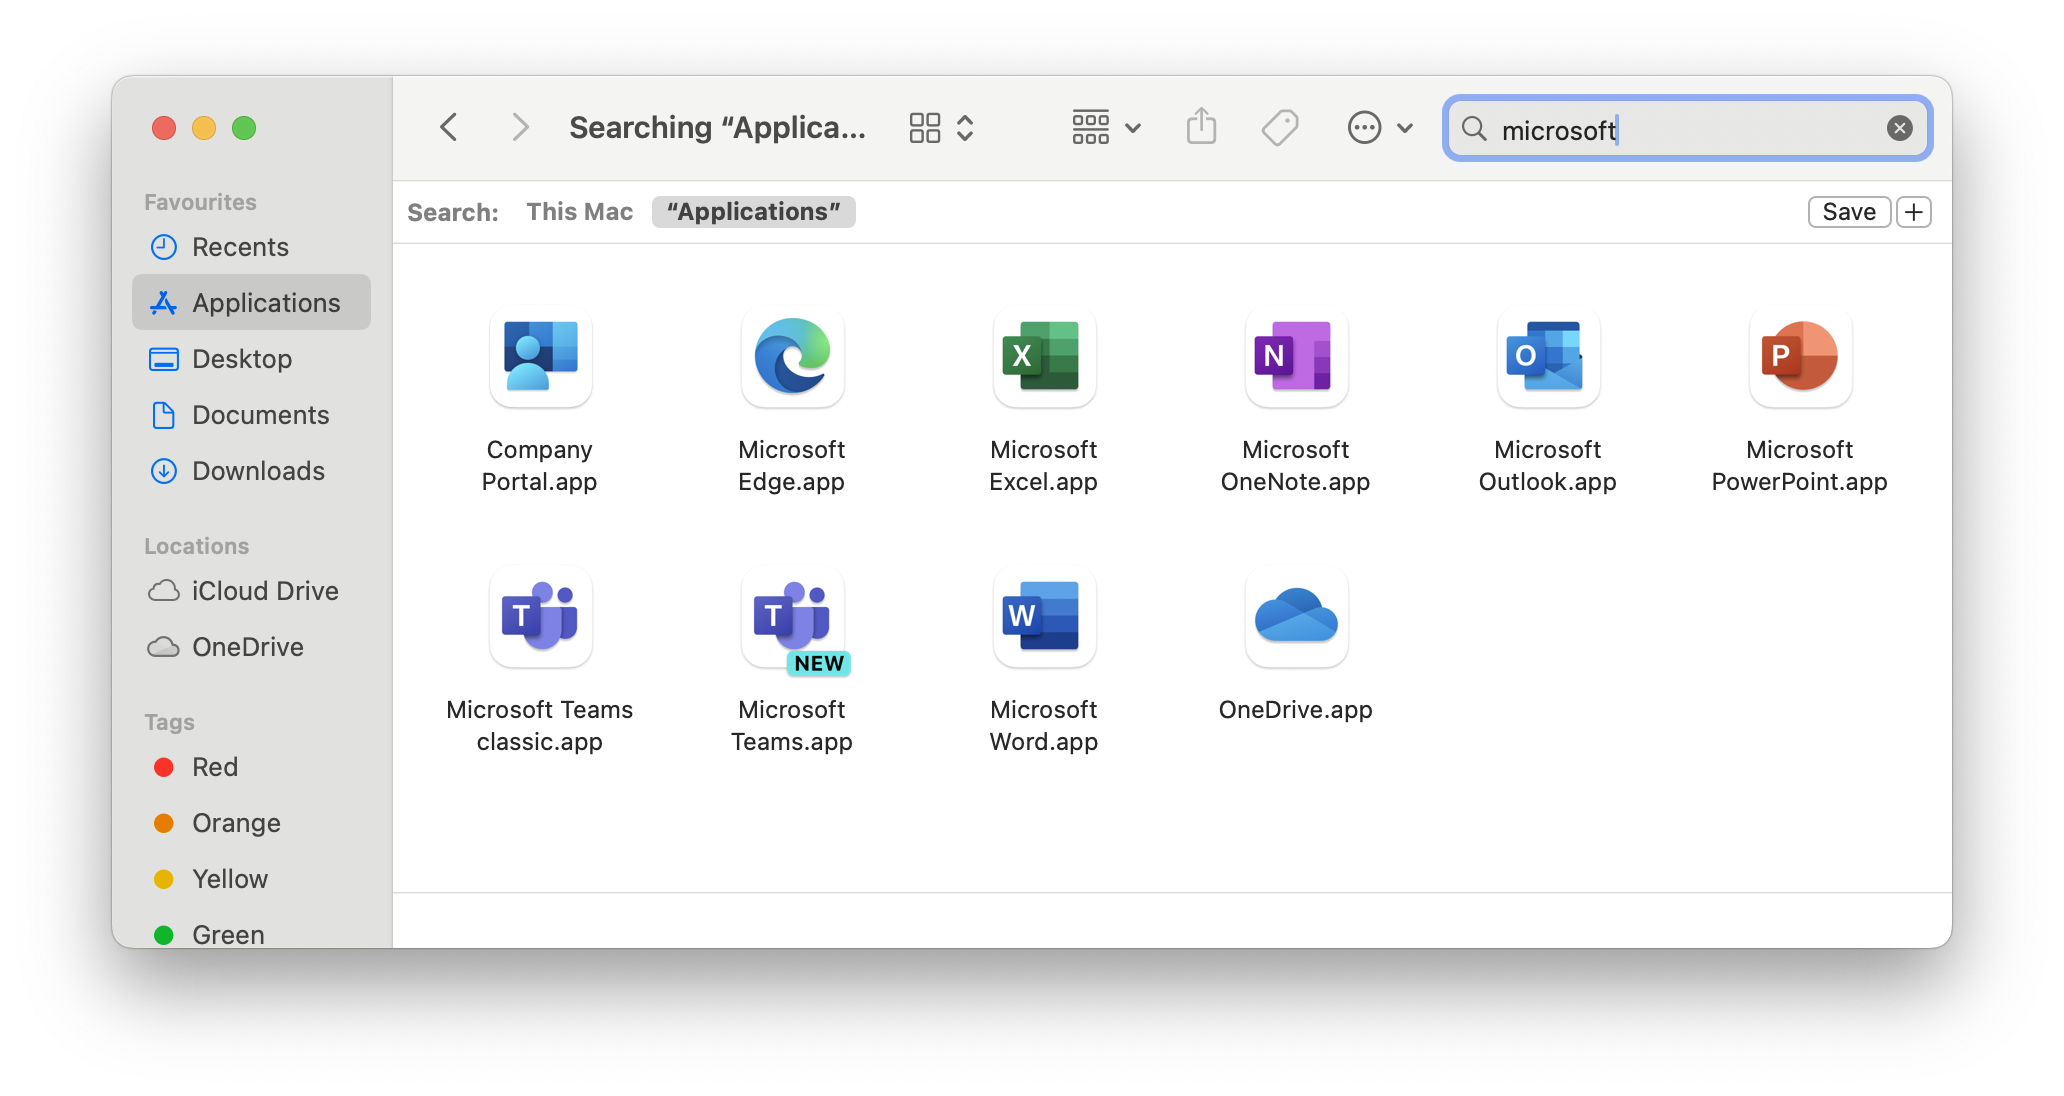 Searching “Applica...
microsoft
Search: This Mac “Applications” Save +
Favourites
Recents
Applications
Desktop
Documents
Downloads
Locations
iCloud Drive
OneDrive
Tags
Red
Orange
Yellow
Green
Company
Portal.app
Microsoft
Edge.app
X
Microsoft
Excel.app
N
Microsoft
OneNote.app
O
Microsoft
Outlook.app
P
Microsoft
PowerPoint.app
T
Microsoft Teams
classic.app
T
NEW
Microsoft
Teams.app
W
Microsoft
Word.app
OneDrive.app